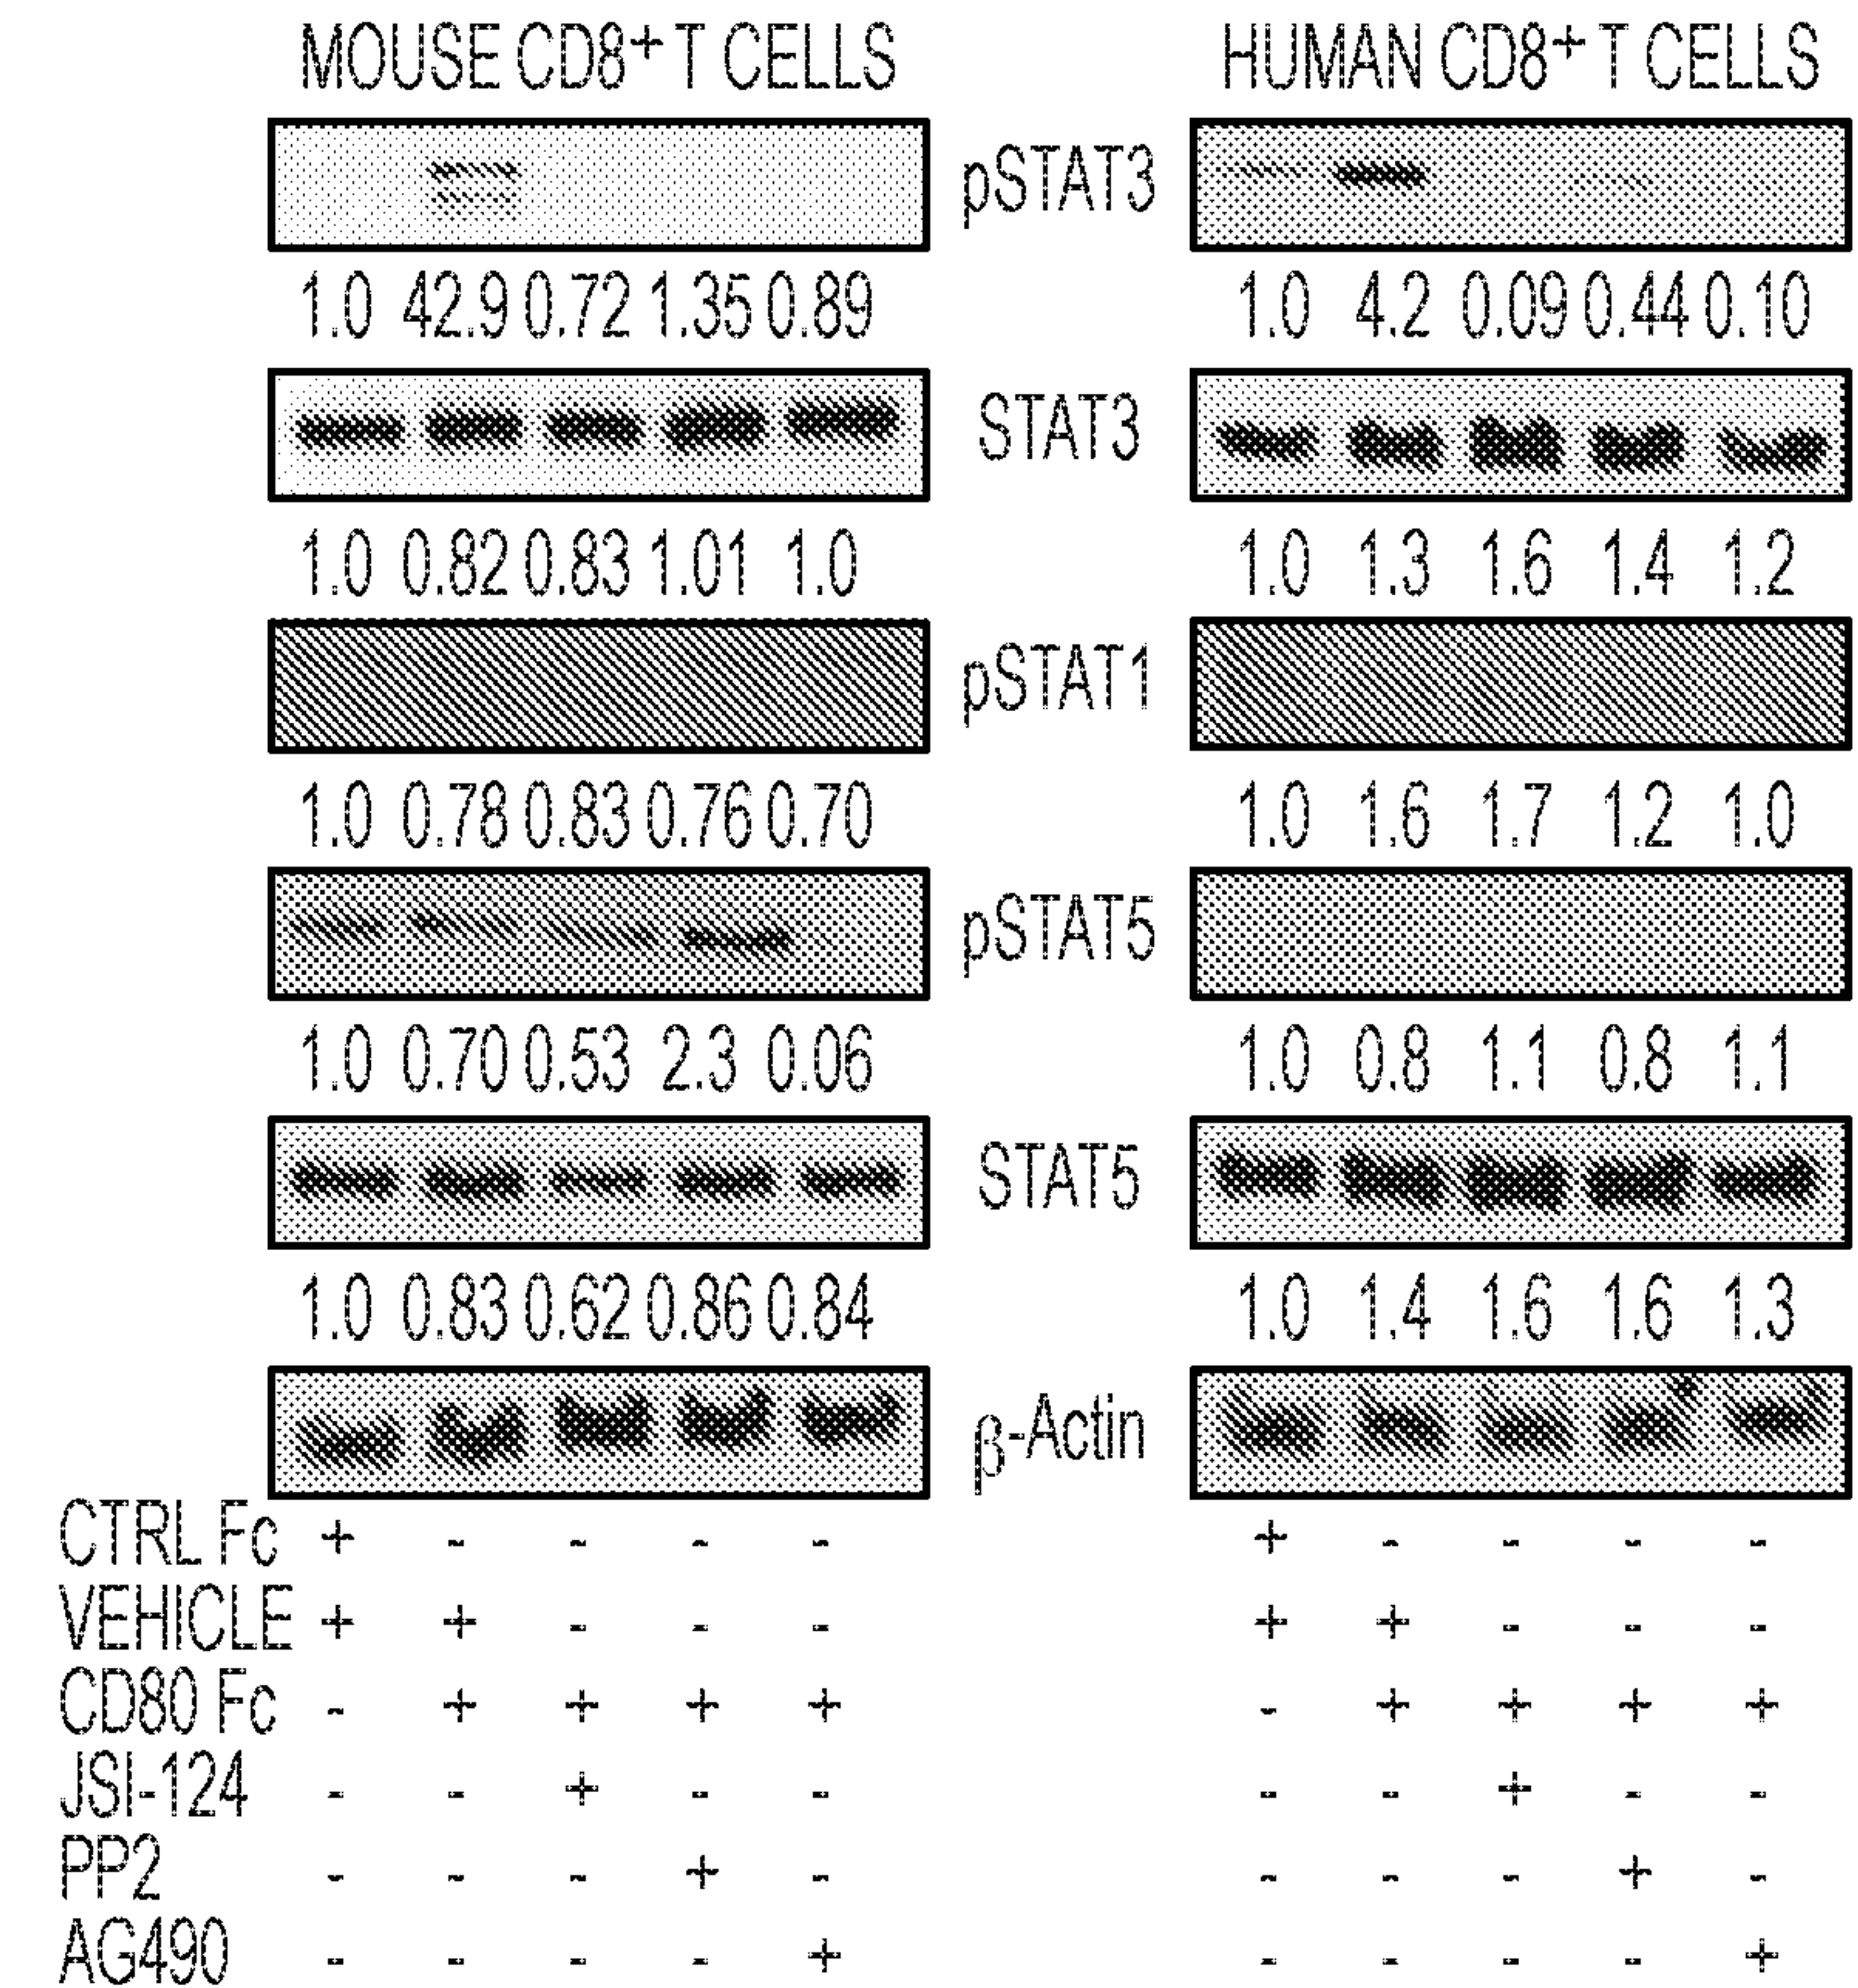 MOUSE CD8+ T CELLS HUMAN CD8+ T CELLS
pSTAT3
1.0 42.9 0.72 1.35 0.89 1.0 4.2 0.09 0.44 0.10
STAT3
1.0 0.82 0.83 1.01 1.0 1.0 1.3 1.6 1.4 1.2
pSTAT1
1.0 0.78 0.83 0.76 0.70 1.0 1.6 1.7 1.2 1.0
pSTAT5
1.0 0.70 0.53 2.3 0.06 1.0 0.8 1.1 0.8 1.1
STAT5
1.0 0.83 0.62 0.86 0.84 1.0 1.4 1.6 1.6 1.3
β-Actin
CTRL Fc + - - - - + - - - -
VEHICLE + + - - - + + - - -
CD80 Fc - + + + + - + + + +
JSI-124 - - + - - - - + - -
PP2 - - - + - - - - + -
AG490 - - - - + - - - - +